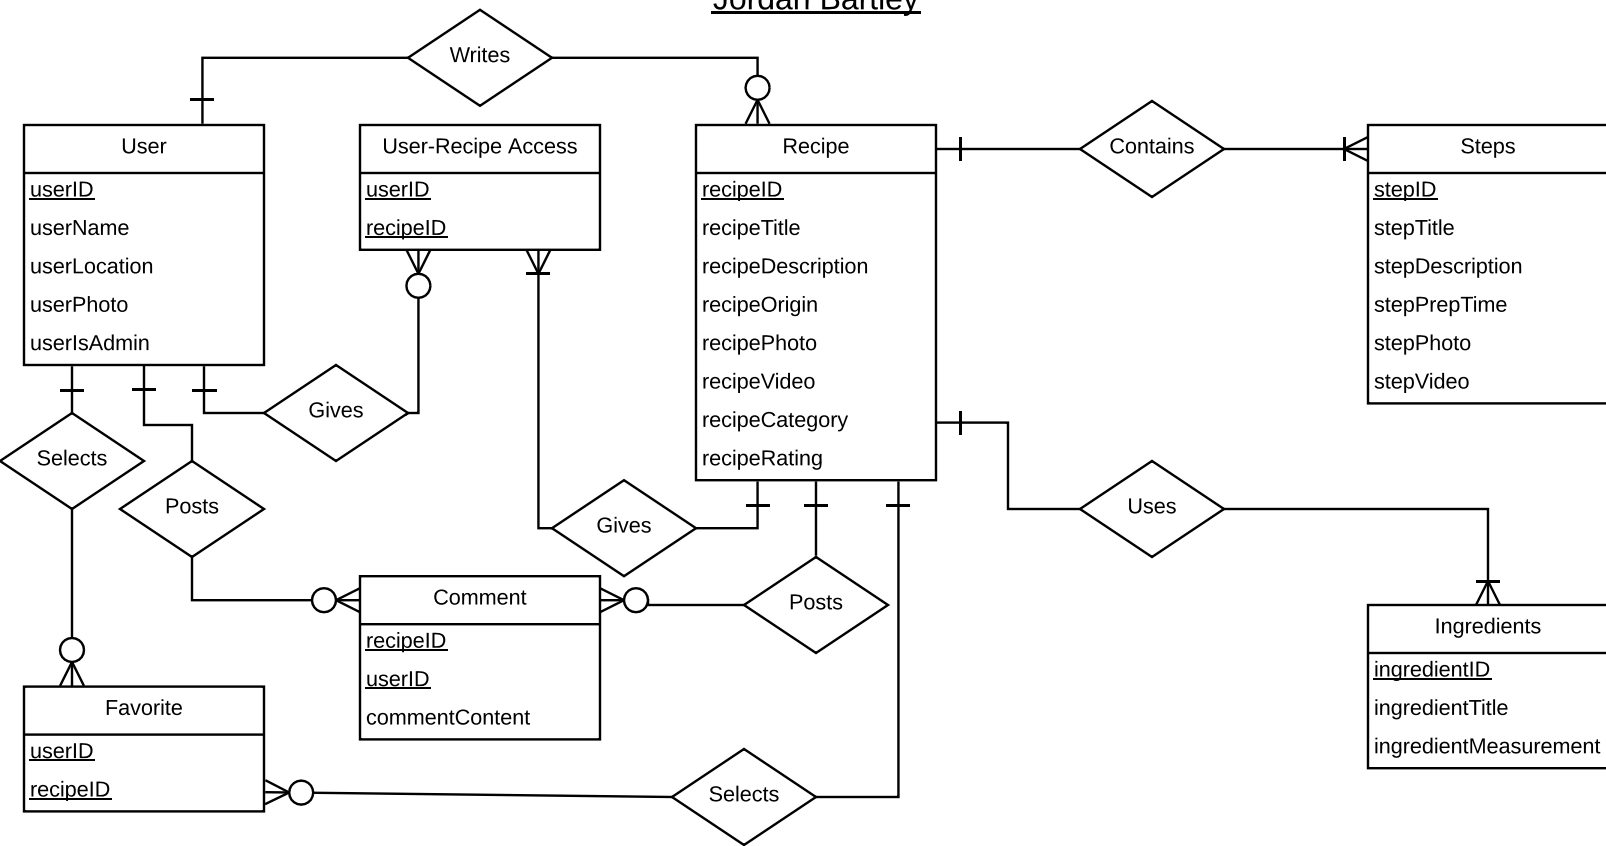 Jordan Bartley
Writes
User
userID
userName
userLocation
userPhoto
userIsAdmin
User-Recipe Access
userID
recipeID
Recipe
recipeID
recipeTitle
recipeDescription
recipeOrigin
recipePhoto
recipeVideo
recipeCategory
recipeRating
Contains
Steps
stepID
stepTitle
stepDescription
stepPrepTime
stepPhoto
stepVideo
Gives
Selects
Posts
Gives
Uses
Posts
Comment
recipeID
userID
commentContent
Ingredients
ingredientID
ingredientTitle
ingredientMeasurement
Favorite
userID
recipeID
Selects